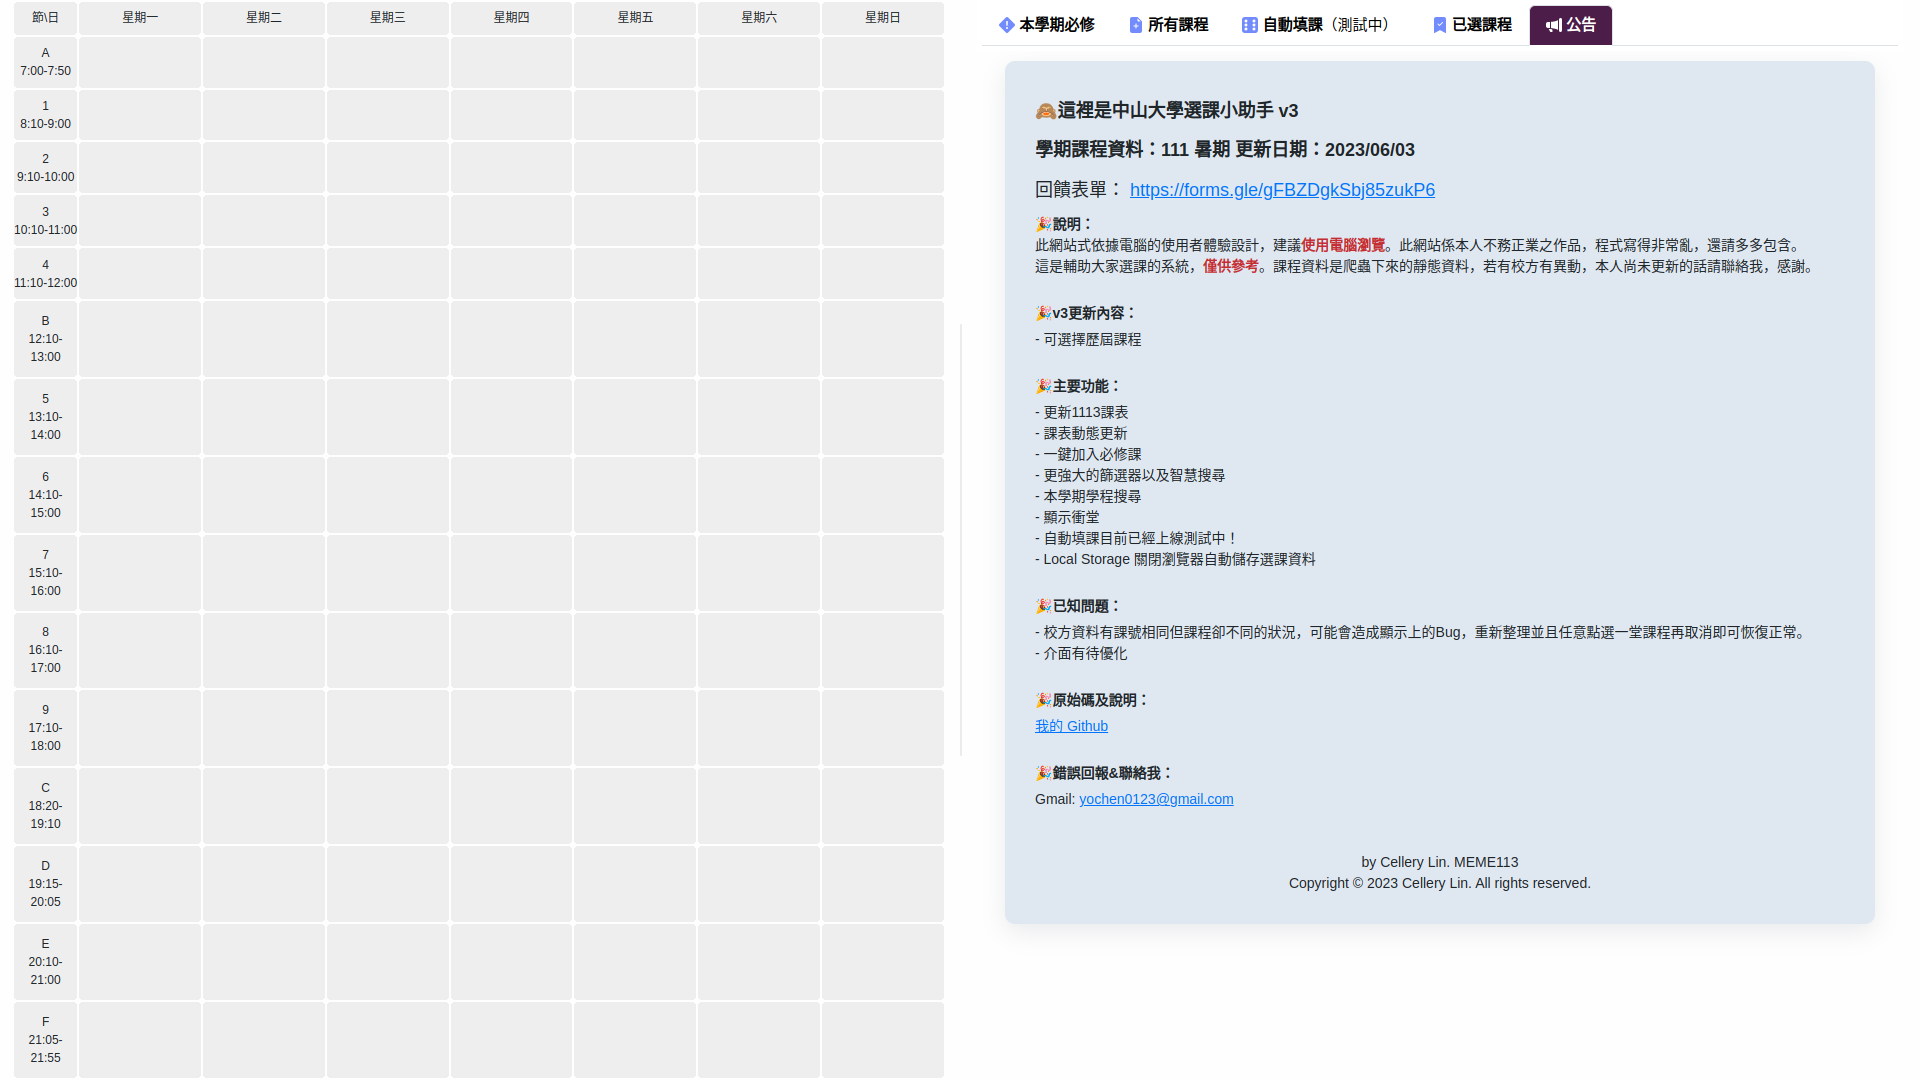 節\日 星期一 星期二 星期三 星期四 星期五 星期六 星期日
A
7:00-7:50
1
8:10-9:00
2
9:10-10:00
3
10:10-11:00
4
11:10-12:00
B
12:10-
13:00
5
13:10-
14:00
6
14:10-
15:00
7
15:10-
16:00
8
16:10-
17:00
9
17:10-
18:00
C
18:20-
19:10
D
19:15-
20:05
E
20:10-
21:00
F
21:05-
21:55
本學期必修 所有課程 自動填課（測試中） 已選課程 公告
🙈這裡是中山大學選課小助手 v3
學期課程資料：111 暑期 更新日期：2023/06/03
回饋表單： https://forms.gle/gFBZDgkSbj85zukP6
🎉說明：
此網站式依據電腦的使用者體驗設計，建議使用電腦瀏覽。此網站係本人不務正業之作品，程式寫得非常亂，還請多多包含。
這是輔助大家選課的系統，僅供參考。課程資料是爬蟲下來的靜態資料，若有校方有異動，本人尚未更新的話請聯絡我，感謝。
🎉v3更新內容：
- 可選擇歷屆課程
🎉主要功能：
- 更新1113課表
- 課表動態更新
- 一鍵加入必修課
- 更強大的篩選器以及智慧搜尋
- 本學期學程搜尋
- 顯示衝堂
- 自動填課目前已經上線測試中！
- Local Storage 關閉瀏覽器自動儲存選課資料
🎉已知問題：
- 校方資料有課號相同但課程卻不同的狀況，可能會造成顯示上的Bug，重新整理並且任意點選一堂課程再取消即可恢復正常。
- 介面有待優化
🎉原始碼及說明：
我的 Github
🎉錯誤回報&聯絡我：
Gmail: yochen0123@gmail.com
by Cellery Lin. MEME113
Copyright © 2023 Cellery Lin. All rights reserved.